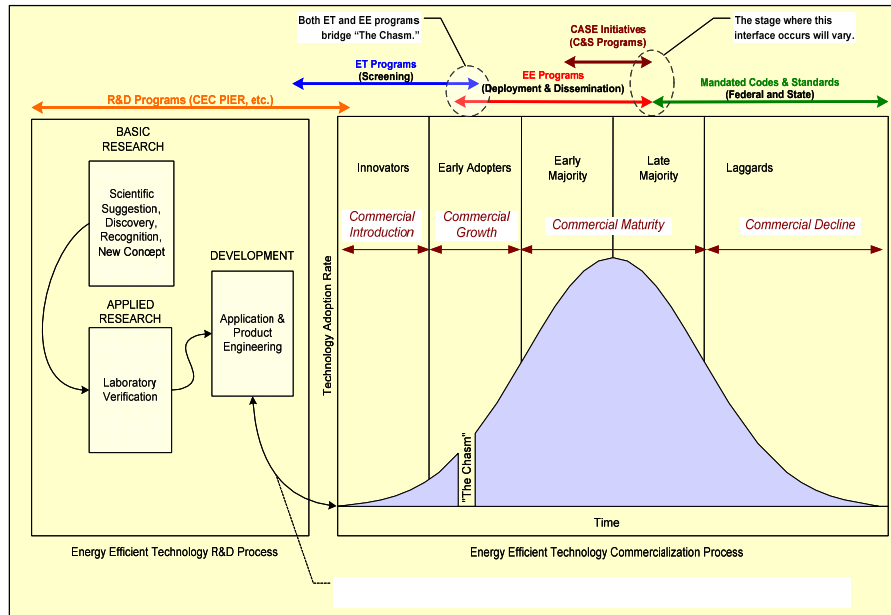 Both ET and EE programs
bridge “The Chasm.”
CASE Initiatives
(C&S Programs)
The stage where this
interface occurs will vary.
ET Programs
(Screening)
EE Programs
(Deployment & Dissemination)
Mandated Codes & Standards
(Federal and State)
R&D Programs (CEC PIER, etc.)
BASIC
RESEARCH
Scientific
Suggestion,
Discovery,
Recognition,
New Concept
APPLIED
RESEARCH
Laboratory
Verification
DEVELOPMENT
Application &
Product
Engineering
Energy Efficient Technology R&D Process
Technology Adoption Rate
Innovators
Early Adopters
Early
Majority
Late
Majority
Laggards
Commercial
Introduction
Commercial
Growth
Commercial Maturity
Commercial Decline
"The Chasm"
Time
Energy Efficient Technology Commercialization Process